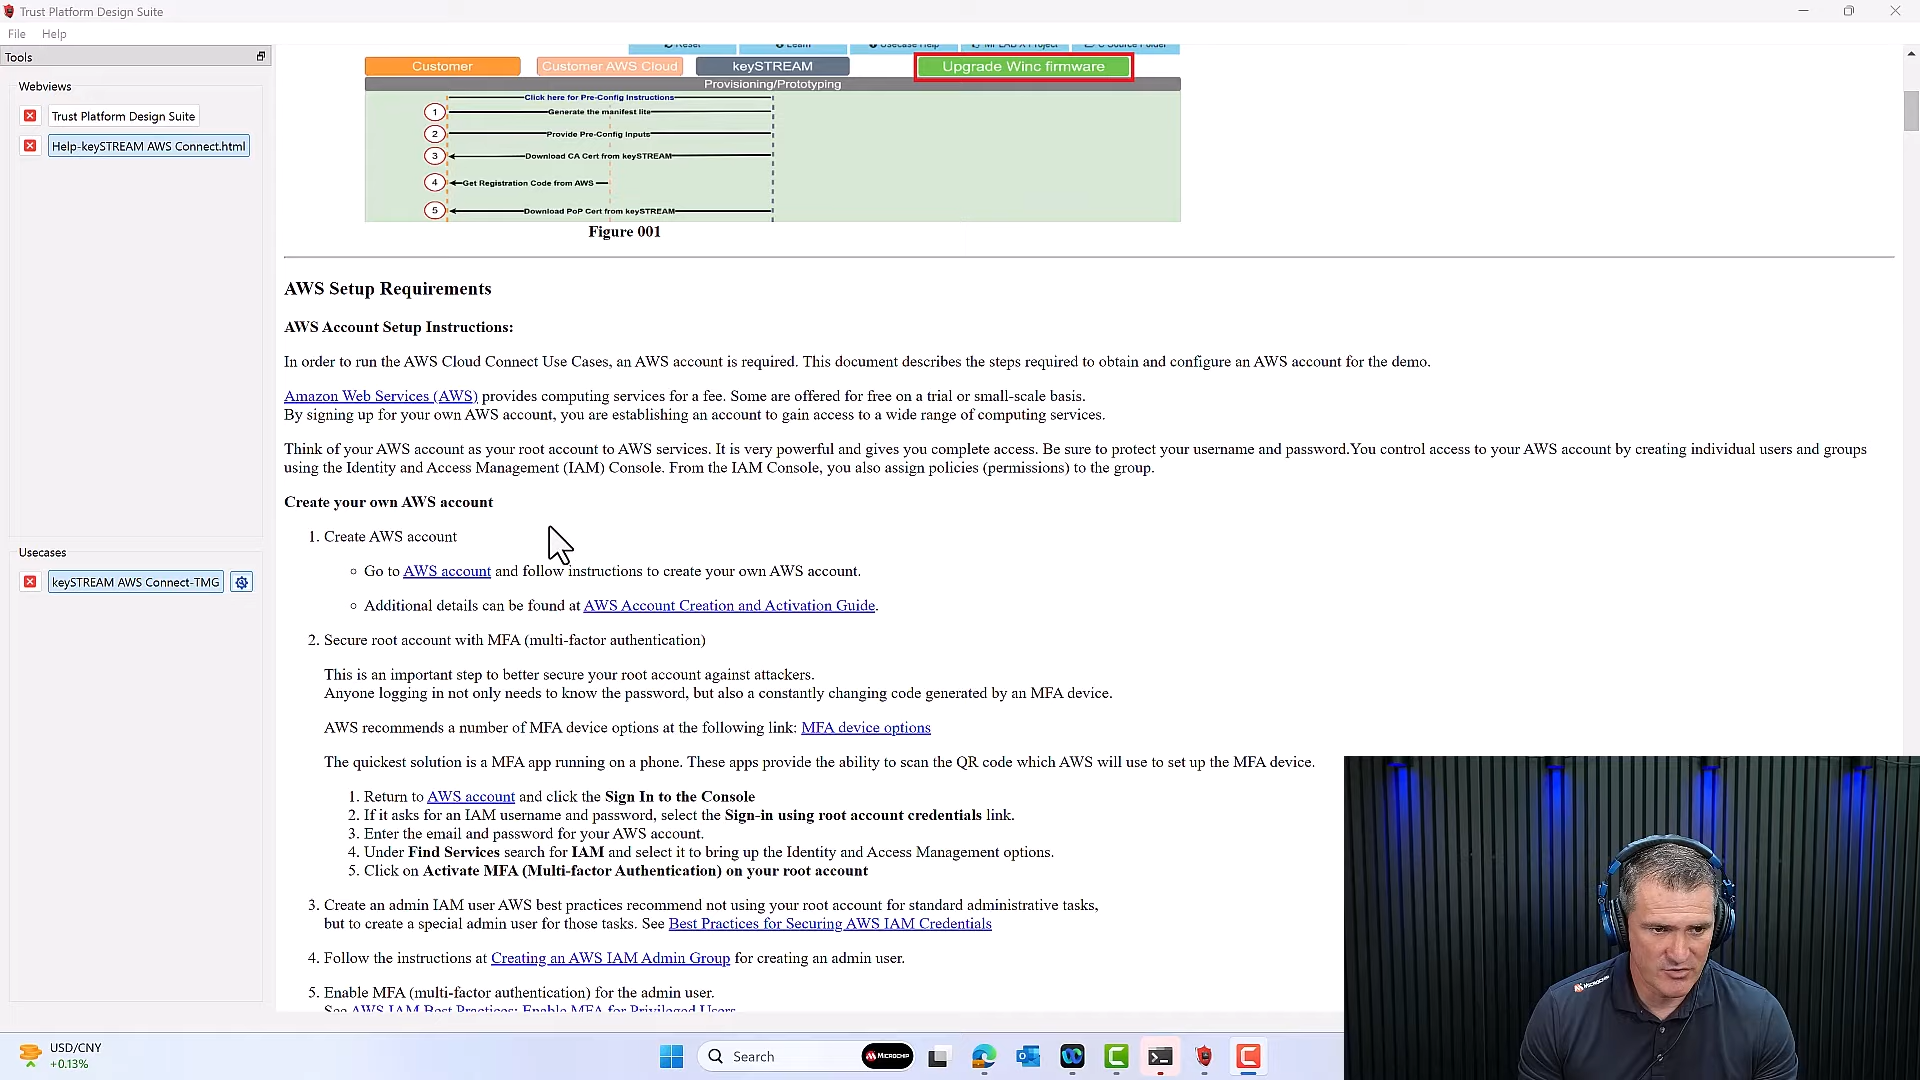 Trust Platform Design Suite
File Help
Tools
Webviews
Trust Platform Design Suite
Help-keySTREAM AWS Connect.html
Usecases
keySTREAM AWS Connect-TMG
Customer
Customer AWS Cloud
keySTREAM
Upgrade Winc firmware
Provisioning/Prototyping
Click here for Pre-Config Instructions
1 Generate the manifest lite
2 Provide Pre-Config Inputs
3 Download CA Cert from keySTREAM
4 Get Registration Code from AWS
5 Download PoP Cert from keySTREAM
Figure 001
AWS Setup Requirements
AWS Account Setup Instructions:
In order to run the AWS Cloud Connect Use Cases, an AWS account is required. This document describes the steps required to obtain and configure an AWS account for the demo.
Amazon Web Services (AWS) provides computing services for a fee. Some are offered for free on a trial or small-scale basis.
By signing up for your own AWS account, you are establishing an account to gain access to a wide range of computing services.
Think of your AWS account as your root account to AWS services. It is very powerful and gives you complete access. Be sure to protect your username and password.You control access to your AWS account by creating individual users and groups
using the Identity and Access Management (IAM) Console. From the IAM Console, you also assign policies (permissions) to the group.
Create your own AWS account
1. Create AWS account
Go to AWS account and follow instructions to create your own AWS account.
Additional details can be found at AWS Account Creation and Activation Guide.
2. Secure root account with MFA (multi-factor authentication)
This is an important step to better secure your root account against attackers.
Anyone logging in not only needs to know the password, but also a constantly changing code generated by an MFA device.
AWS recommends a number of MFA device options at the following link: MFA device options
The quickest solution is a MFA app running on a phone. These apps provide the ability to scan the QR code which AWS will use to set up the MFA device.
1. Return to AWS account and click the Sign In to the Console
2. If it asks for an IAM username and password, select the Sign-in using root account credentials link.
3. Enter the email and password for your AWS account.
4. Under Find Services search for IAM and select it to bring up the Identity and Access Management options.
5. Click on Activate MFA (Multi-factor Authentication) on your root account
3. Create an admin IAM user AWS best practices recommend not using your root account for standard administrative tasks,
but to create a special admin user for those tasks. See Best Practices for Securing AWS IAM Credentials
4. Follow the instructions at Creating an AWS IAM Admin Group for creating an admin user.
5. Enable MFA (multi-factor authentication) for the admin user.
See AWS IAM Best Practices: Enable MFA for Privileged Users
USD/CNY
+0.13%
Search
MICROCHIP
MICROCHIP